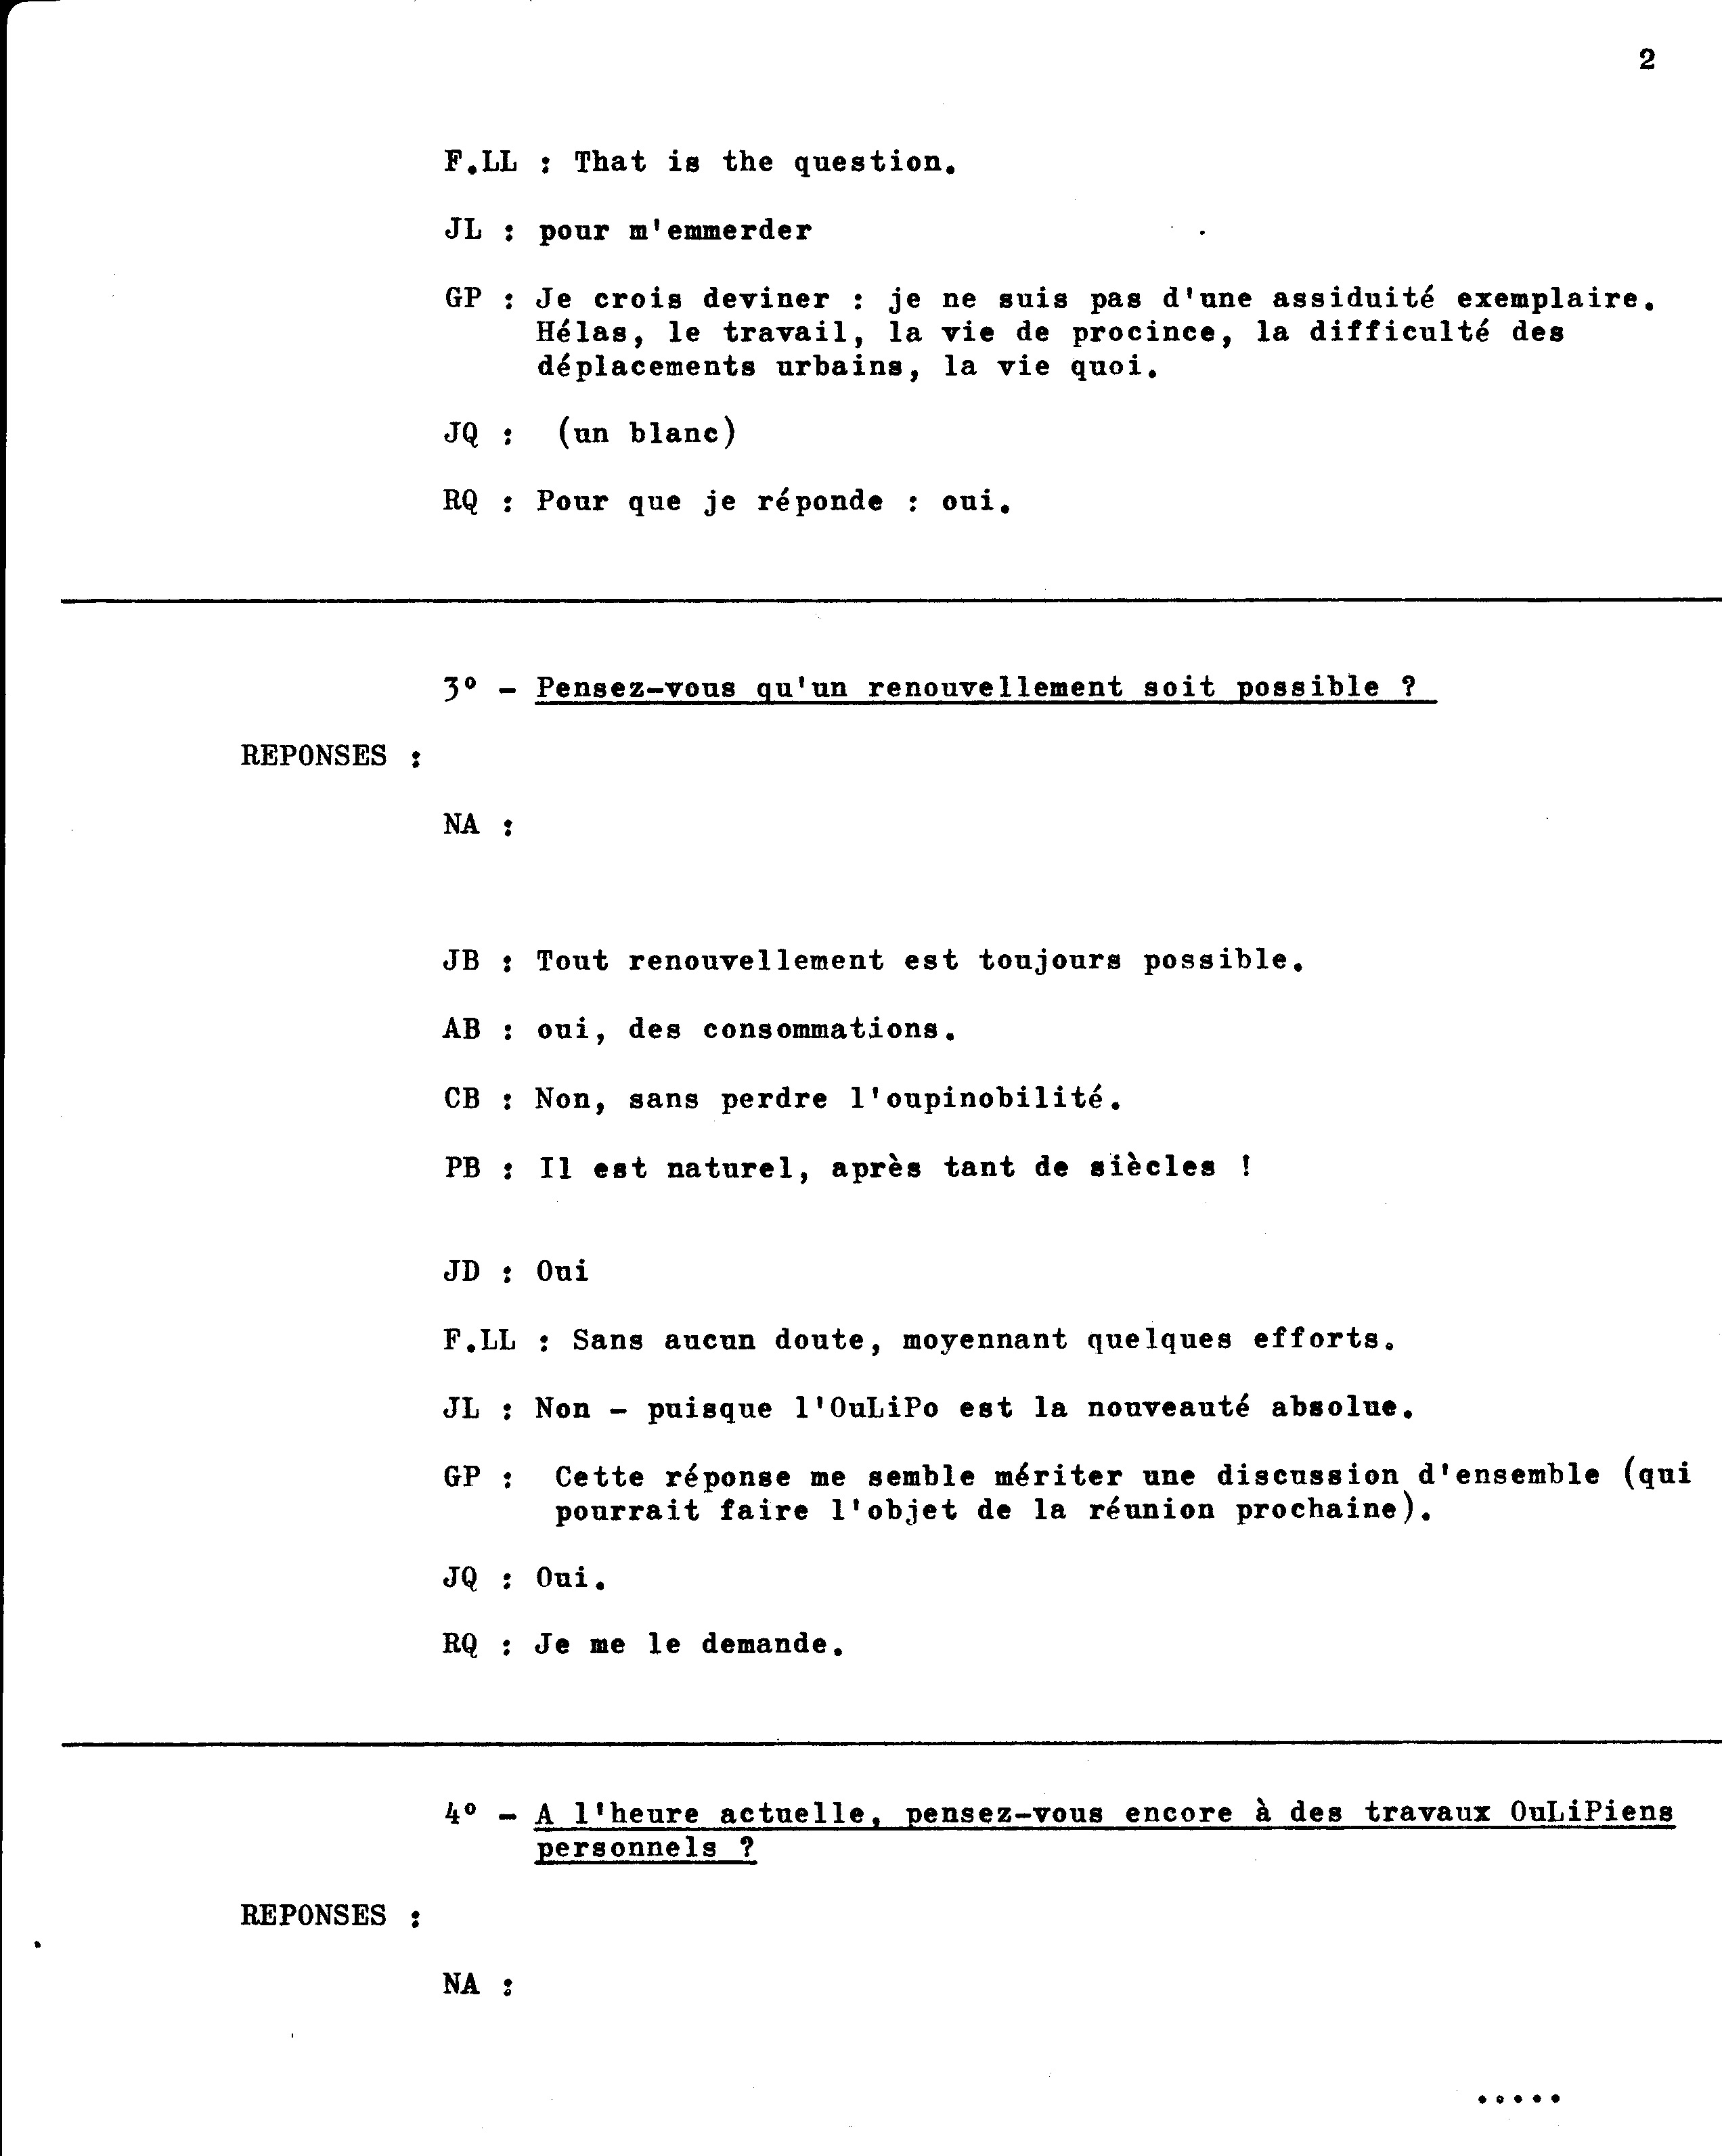 2
F.LL : That is the question.
JL : pour m'emmerder
GP : Je crois deviner : je ne suis pas d'une assiduité exemplaire.
Hélas, le travail, la vie de procince, la difficulté des
déplacements urbains, la vie quoi.
JQ : (un blanc)
RQ : Pour que je réponde : oui.
3° - Pensez-vous qu'un renouvellement soit possible ?
REPONSES :
NA :
JB : Tout renouvellement est toujours possible.
AB : oui, des consommations.
CB : Non, sans perdre l'oupinobilité.
PB : Il est naturel, après tant de siècles !
JD : Oui
F.LL : Sans aucun doute, moyennant quelques efforts.
JL : Non - puisque l'OuLiPo est la nouveauté absolue.
GP : Cette réponse me semble mériter une discussion d'ensemble (qui
pourrait faire l'objet de la réunion prochaine).
JQ : Oui.
RQ : Je me le demande.
4° - A l'heure actuelle, pensez-vous encore à des travaux OuLiPiens
personnels ?
REPONSES :
NA :
.....